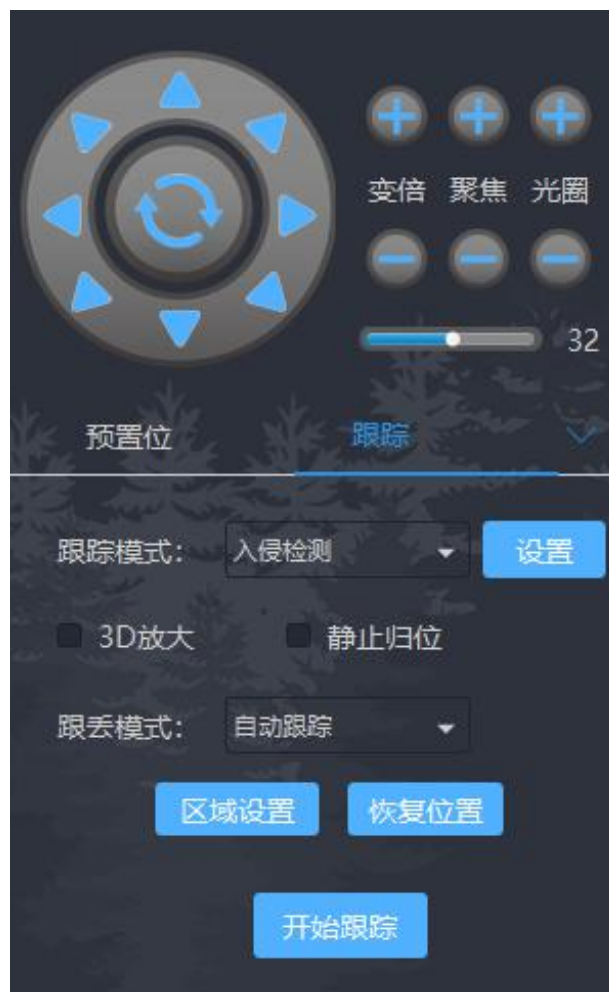 变倍 聚焦 光圈
32
预置位 跟踪
跟踪模式: 入侵检测 设置
3D放大 静止归位
跟丢模式: 自动跟踪
区域设置 恢复位置
开始跟踪